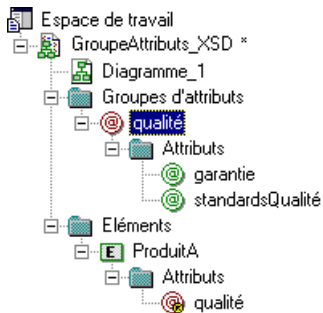 Espace de travail
GroupeAttributs_XSD *
Diagramme_1
Groupes d'attributs
qualité
Attributs
garantie
standardsQualité
Eléments
E ProduitA
Attributs
qualité